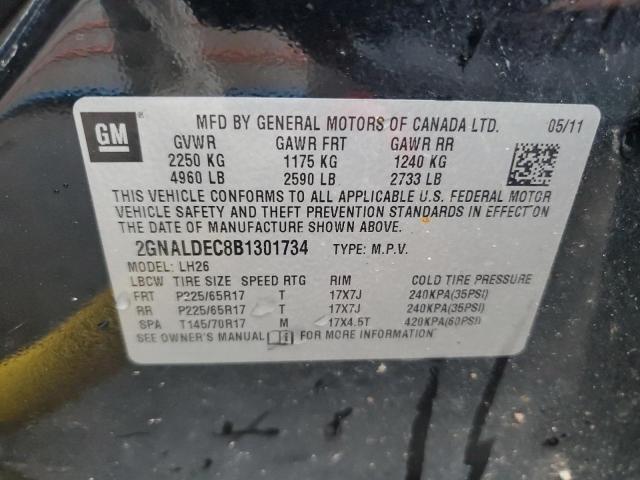 GM
®
MFD BY GENERAL MOTORS OF CANADA LTD. 05/11
GVWR GAWR FRT GAWR RR
2250 KG 1175 KG 1240 KG
4960 LB 2590 LB 2733 LB
THIS VEHICLE CONFORMS TO ALL APPLICABLE U.S. FEDERAL MOTOR
VEHICLE SAFETY AND THEFT PREVENTION STANDARDS IN EFFECT ON
THE DATE OF MANUFACTURE SHOWN ABOVE.
2GNALDEC8B1301734 TYPE: M.P.V.
MODEL: LH26
LBCW TIRE SIZE SPEED RTG RIM COLD TIRE PRESSURE
FRT P225/65R17 T 17X7J 240KPA(35PSI)
RR P225/65R17 T 17X7J 240KPA(35PSI)
SPA T145/70R17 M 17X4.5T 420KPA(60PSI)
SEE OWNER'S MANUAL FOR MORE INFORMATION.